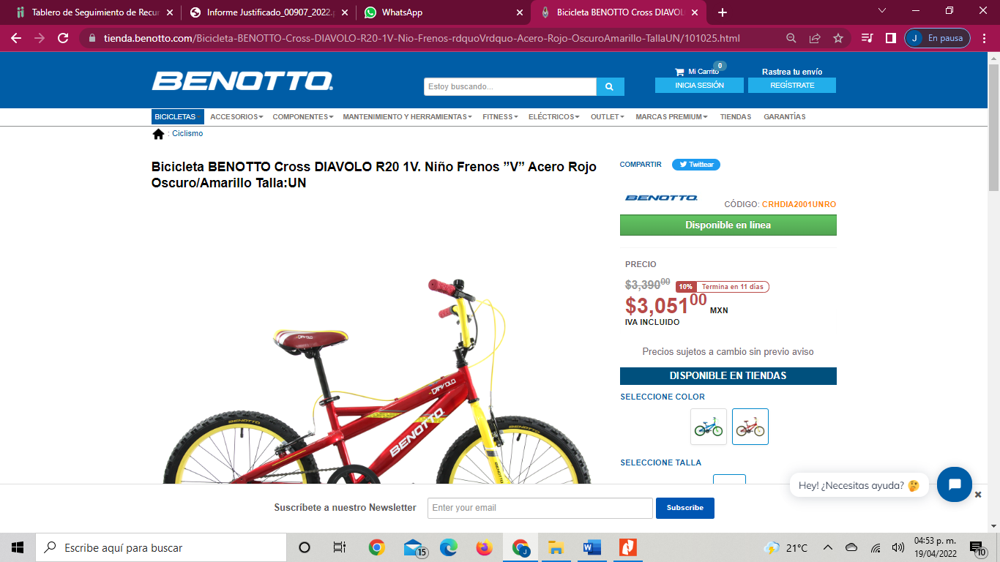 Tablero de Seguimiento de Recur
Informe Justificado_00907_2022.p
WhatsApp
Bicicleta BENOTTO Cross DIAVOL
tienda.benotto.com/Bicicleta-BENOTTO-Cross-DIAVOLO-R20-1V-Nio-Frenos-rdquoVrdquo-Acero-Rojo-OscuroAmarillo-TallaUN/101025.html
J En pausa
BENOTTO.
Estoy buscando...
Mi Carrito 0
INICIA SESIÓN
Rastrea tu envío
REGÍSTRATE
BICICLETAS ACCESORIOS COMPONENTES MANTENIMIENTO Y HERRAMIENTAS FITNESS ELÉCTRICOS OUTLET MARCAS PREMIUM TIENDAS GARANTÍAS
: Ciclismo
Bicicleta BENOTTO Cross DIAVOLO R20 1V. Niño Frenos ”V” Acero Rojo
Oscuro/Amarillo Talla:UN
DIAVOLO
DIAVOLO
BENOTTO
BENOTTO
BENOTTO
BENOTTO
COMPARTIR Twittear
BENOTTO.
CÓDIGO: CRHDIA2001UNRO
Disponible en línea
PRECIO
$3,39000 10% Termina en 11 días
$3,05100 MXN
IVA INCLUIDO
Precios sujetos a cambio sin previo aviso
DISPONIBLE EN TIENDAS
SELECCIONE COLOR
SELECCIONE TALLA
Hey! ¿Necesitas ayuda? 🤔
Suscríbete a nuestro Newsletter Enter your email Subscribe
Escribe aquí para buscar
15
J
21°C
04:53 p. m.
19/04/2022
10